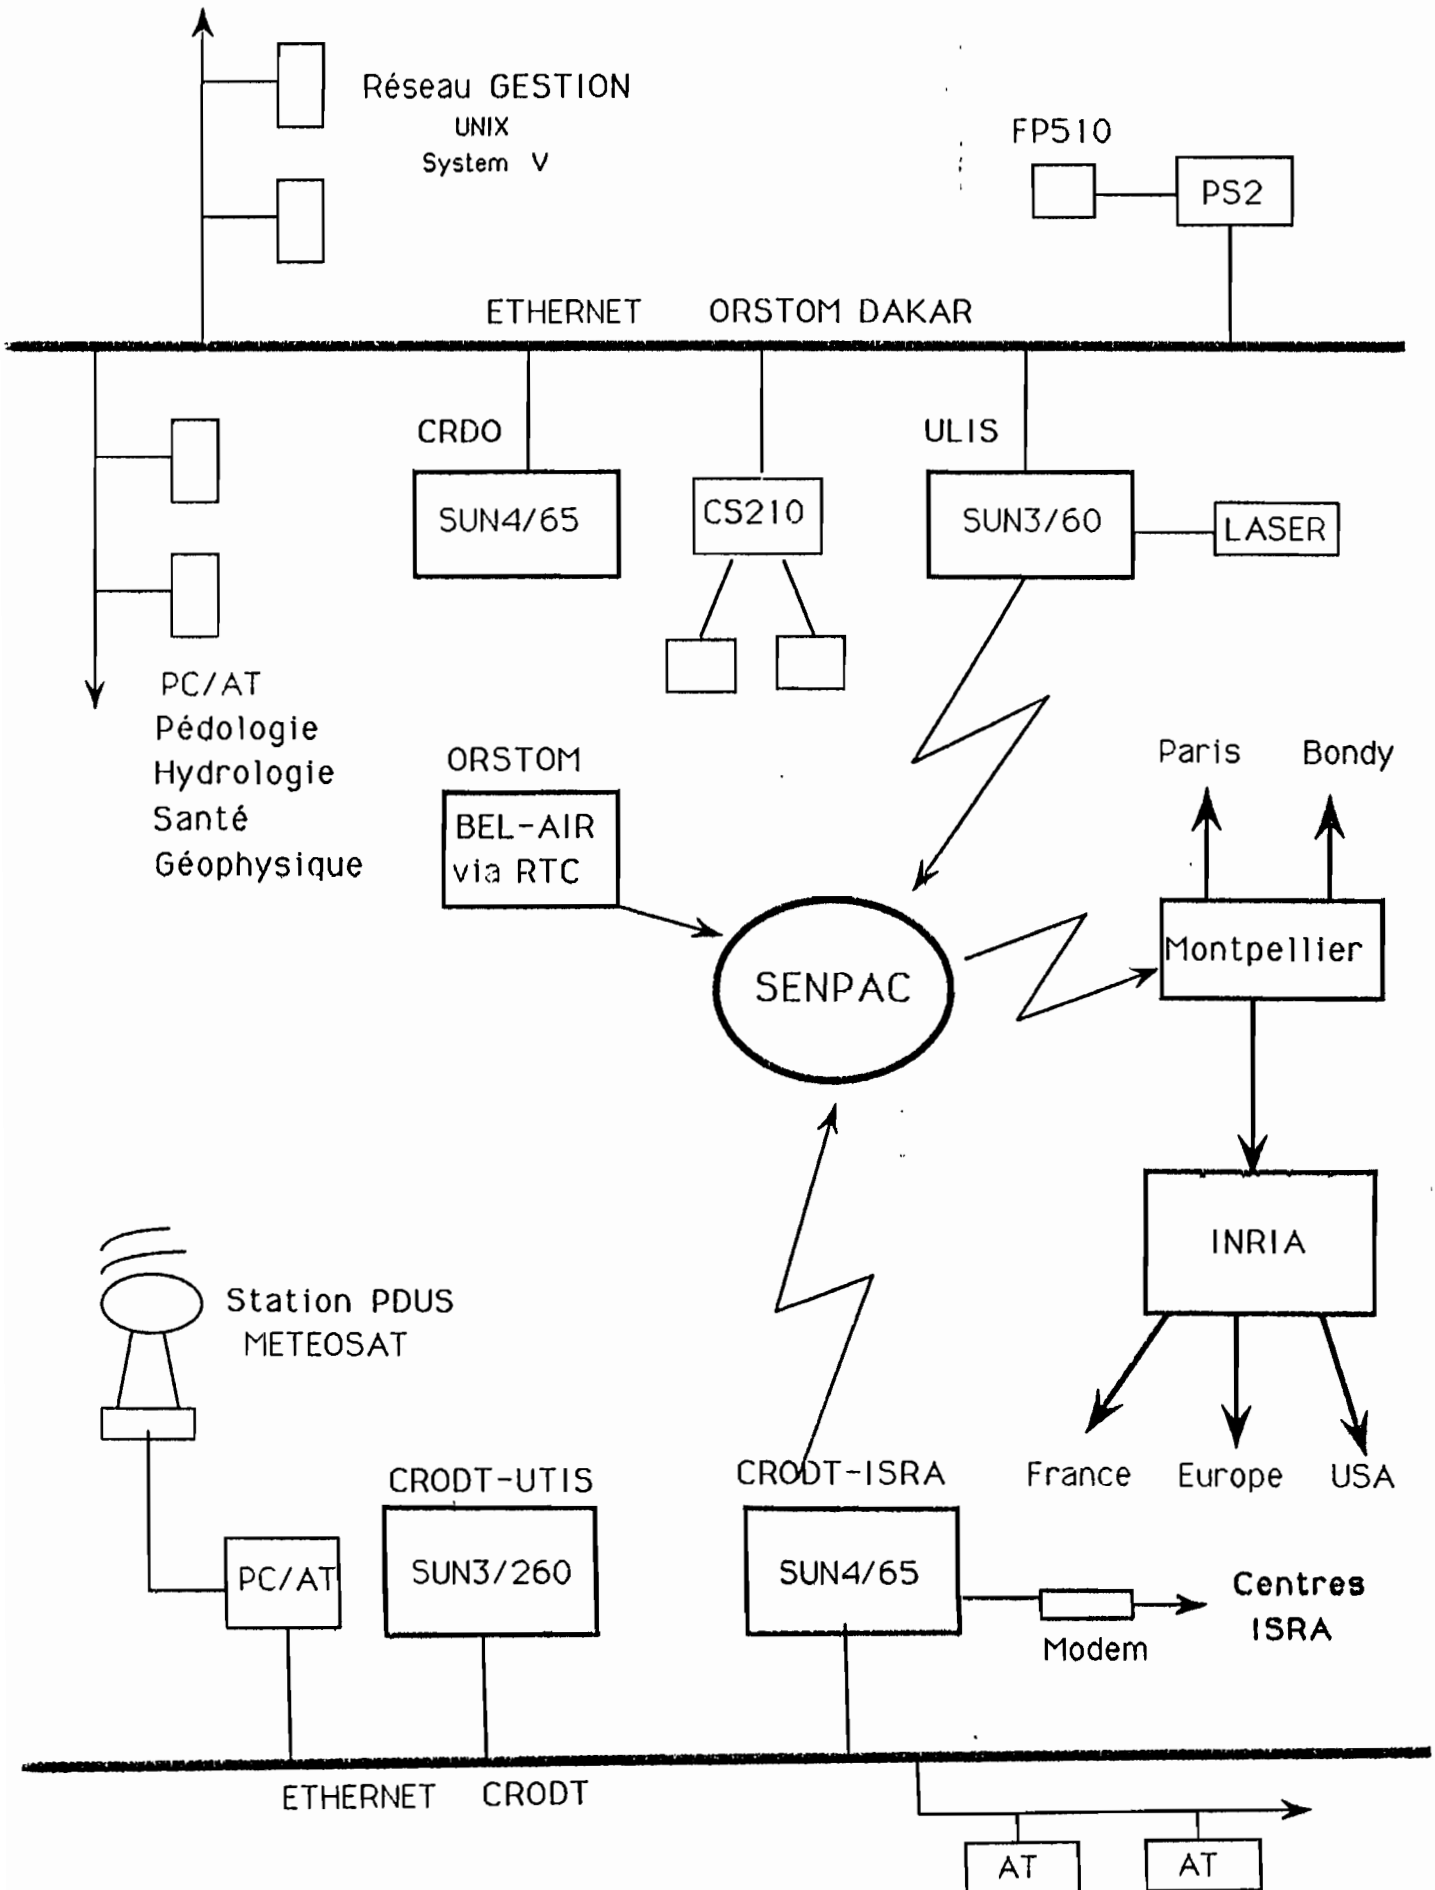 Réseau GESTION
UNIX
System V
FP510
PS2
ETHERNET ORSTOM DAKAR
CRDO
ULIS
SUN4/65
CS210
SUN3/60
LASER
PC/AT
Pédologie
Hydrologie
Santé
Géophysique
ORSTOM
BEL-AIR
via RTC
Paris
Bondy
Montpellier
SENPAC
INRIA
Station PDUS
METEOSAT
France
Europe
USA
CRODT-UTIS
CRODT-ISRA
PC/AT
SUN3/260
SUN4/65
Modem
Centres
ISRA
ETHERNET CRODT
AT
AT